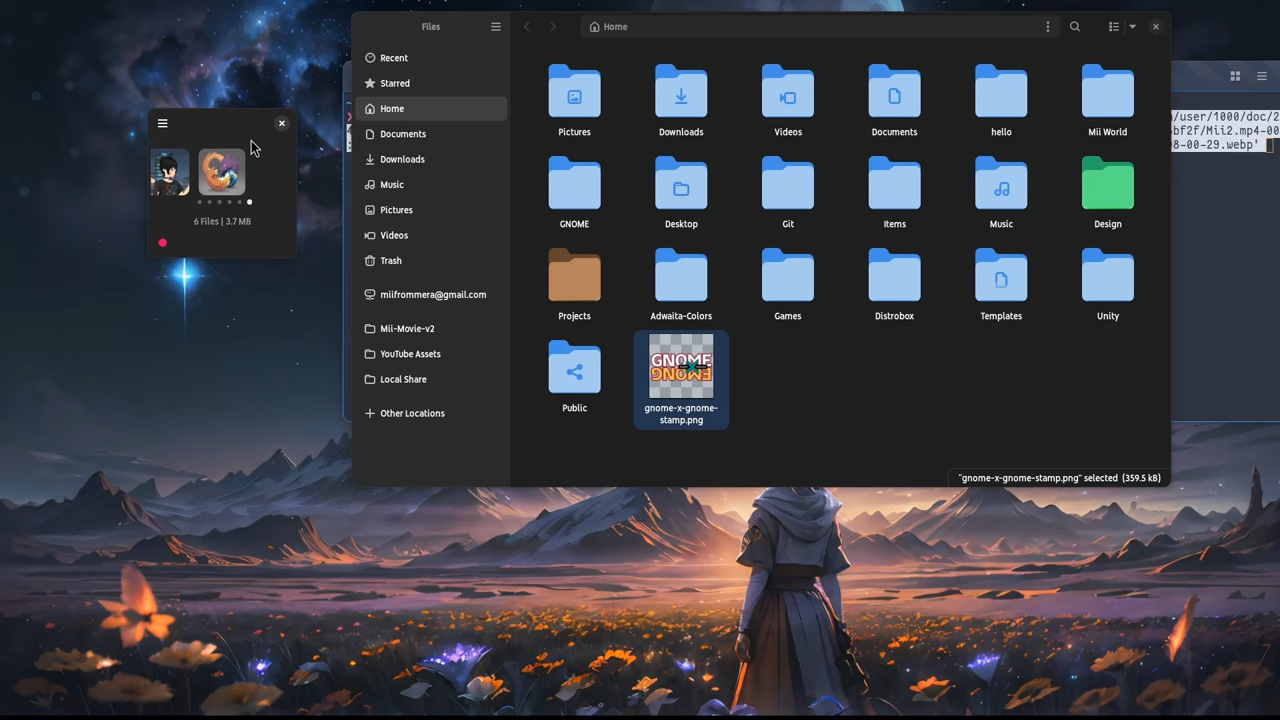 Files
Home
Recent
Starred
Home
Documents
Downloads
Music
Pictures
Videos
Trash
miifrommera@gmail.com
Mii-Movie-v2
YouTube Assets
Local Share
Other Locations
Pictures
Downloads
Videos
Documents
hello
Mii World
GNOME
Desktop
Git
Items
Music
Design
Projects
Adwaita-Colors
Games
Distrobox
Templates
Unity
Public
GNOME
gnome-x-gnome-
stamp.png
"gnome-x-gnome-stamp.png" selected (359.5 kB)
6 Files | 3.7 MB
/user/1000/doc/2
bf2f/Mii2.mp4-00
8-00-29.webp'